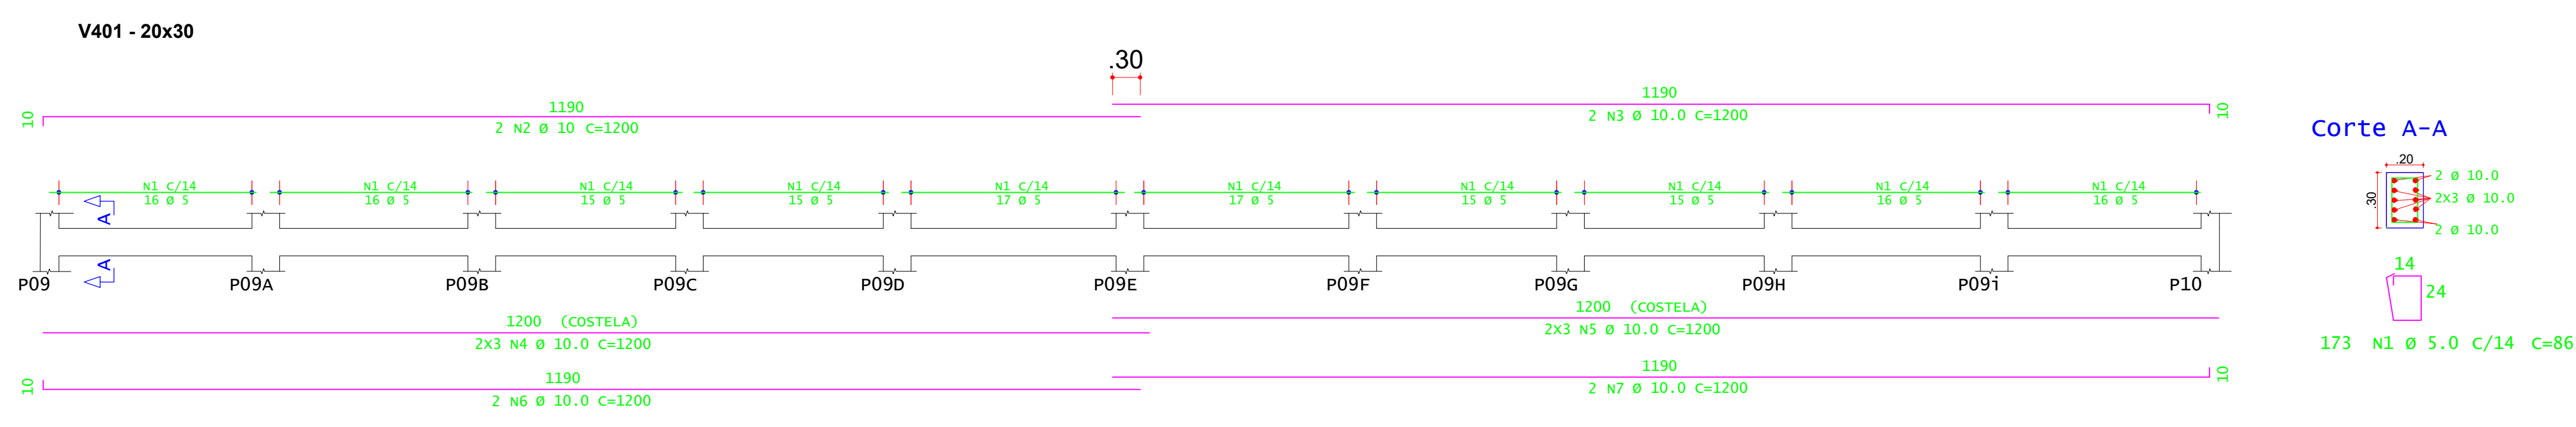 V401 - 20x30
.30
1190
10
2 N2 Ø 10 C=1200
1190
10
2 N3 Ø 10.0 C=1200
N1 C/14
16 Ø 5
N1 C/14
16 Ø 5
N1 C/14
15 Ø 5
N1 C/14
15 Ø 5
N1 C/14
17 Ø 5
N1 C/14
17 Ø 5
N1 C/14
15 Ø 5
N1 C/14
15 Ø 5
N1 C/14
16 Ø 5
N1 C/14
16 Ø 5
A
A
P09
P09A
P09B
P09C
P09D
P09E
P09F
P09G
P09H
P09i
P10
1200 (COSTELA)
2X3 N4 Ø 10.0 C=1200
1200 (COSTELA)
2X3 N5 Ø 10.0 C=1200
1190
10
2 N6 Ø 10.0 C=1200
1190
10
2 N7 Ø 10.0 C=1200
Corte A-A
.20
.30
2 Ø 10.0
2X3 Ø 10.0
2 Ø 10.0
14
24
173 N1 Ø 5.0 C/14 C=86